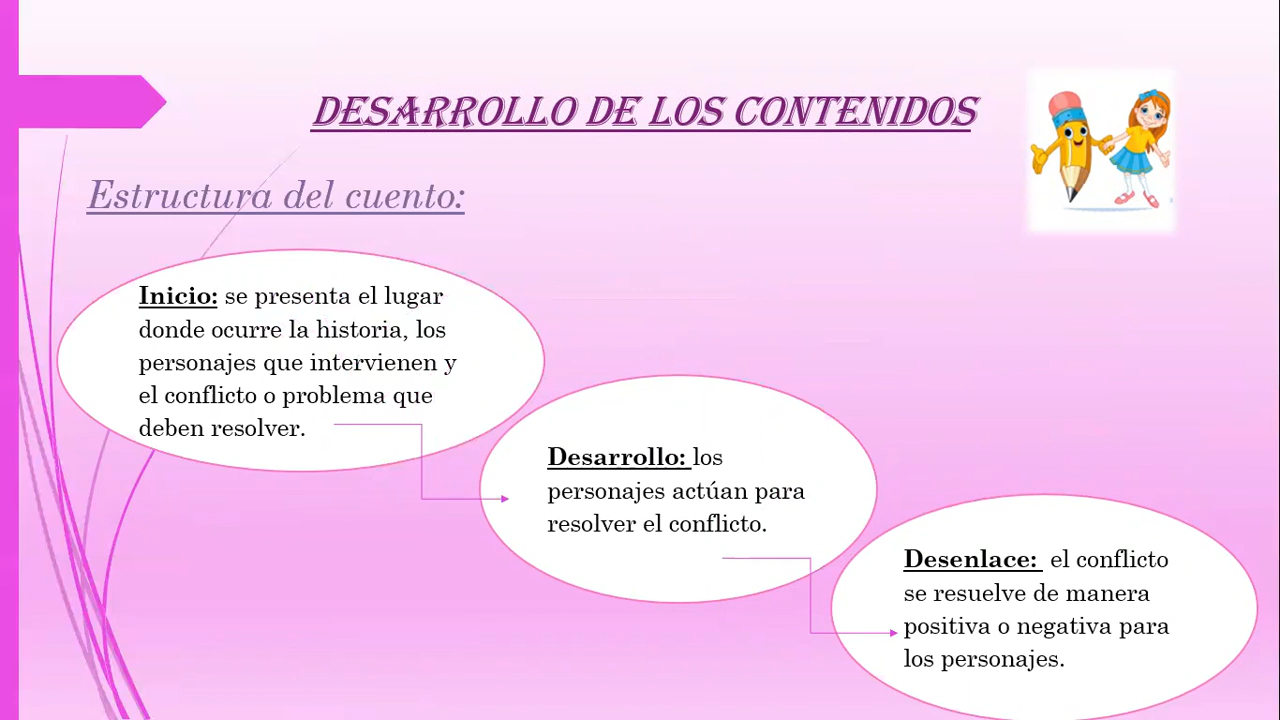 DESARROLLO DE LOS CONTENIDOS
Estructura del cuento:
Inicio: se presenta el lugar
donde ocurre la historia, los
personajes que intervienen y
el conflicto o problema que
deben resolver.
Desarrollo: los
personajes actúan para
resolver el conflicto.
Desenlace: el conflicto
se resuelve de manera
positiva o negativa para
los personajes.